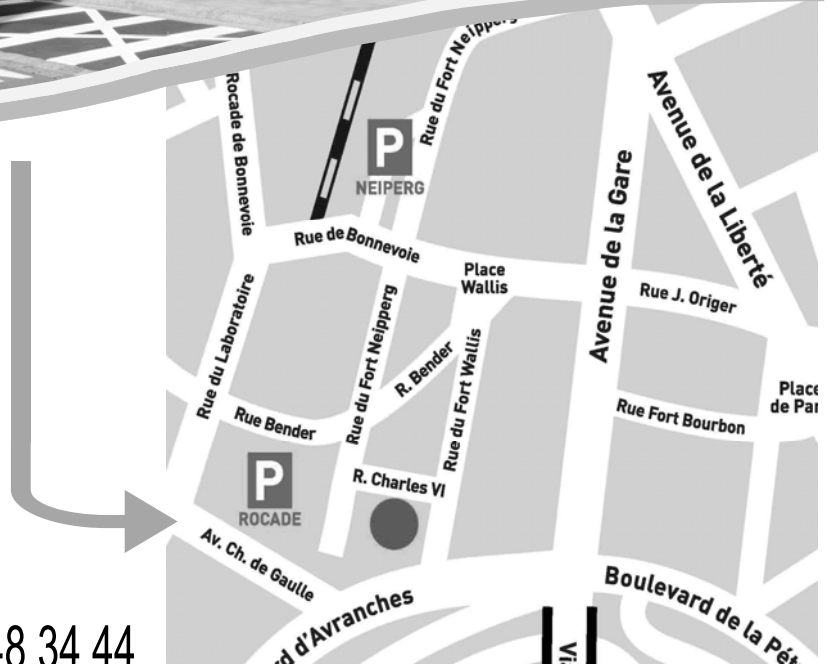 Rue du Fort Neipperg
Rocade de Bonnevoie
P
NEIPERG
Avenue de la Liberté
Avenue de la Gare
Rue de Bonnevoie
Place
Wallis
Rue J. Origer
Rue du Laboratoire
Rue du Fort Neipperg
R. Bender
Rue du Fort Wallis
Place
Rue Bender
Rue Fort Bourbon
P
ROCADE
R. Charles VI
Av. Ch. de Gaulle
d'Avranches
Boulevard de la
34 44